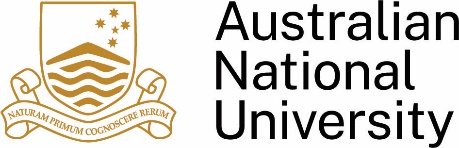 NATURAM PRIMUM COGNOSCERE RERUM
Australian
National
University